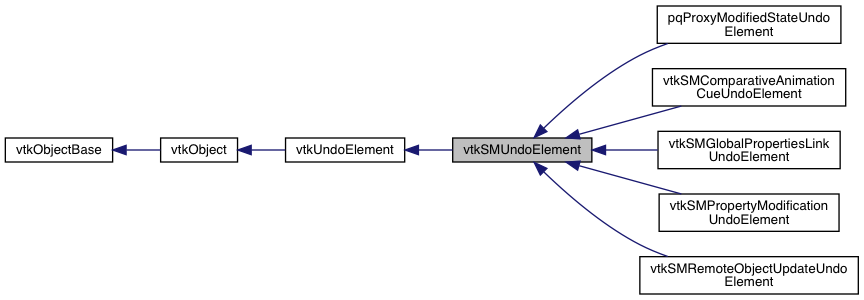 pqProxyModifiedStateUndo
Element
vtkSMComparativeAnimation
CueUndoElement
vtkObjectBase
vtkObject
vtkUndoElement
vtkSMUndoElement
vtkSMGlobalPropertiesLink
UndoElement
vtkSMPropertyModification
UndoElement
vtkSMRemoteObjectUpdateUndo
Element